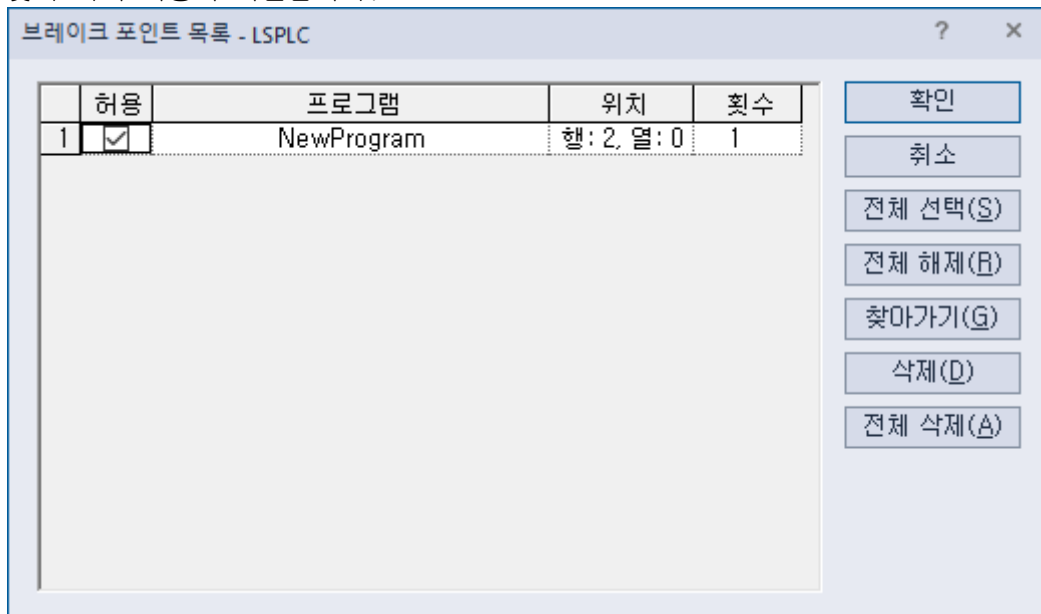 브레이크 포인트 목록 - LSPLC
허용 프로그램 위치 횟수
1 NewProgram 행: 2, 열: 0 1
확인
취소
전체 선택(S)
전체 해제(R)
찾아가기(G)
삭제(D)
전체 삭제(A)